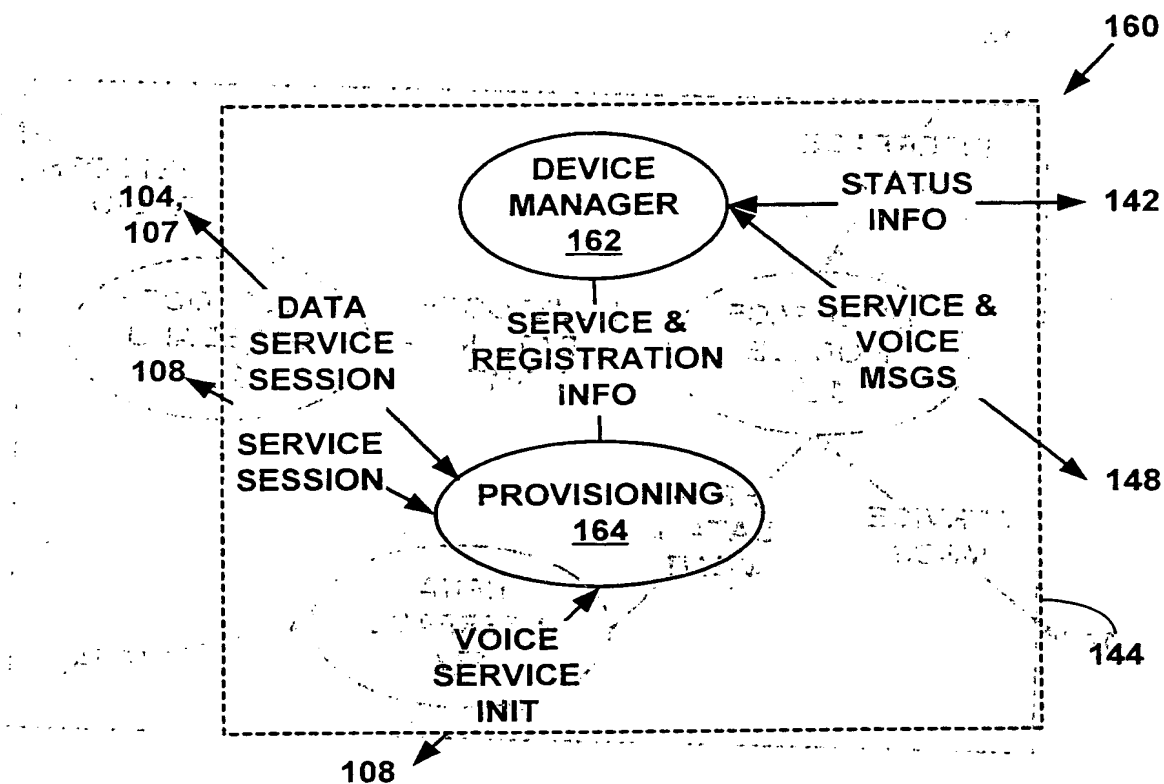 160
DEVICE
MANAGER
162
STATUS
INFO
142
104,
107
DATA
SERVICE
SESSION
108
SERVICE &
REGISTRATION
INFO
SERVICE &
VOICE
MSGS
SERVICE
SESSION
148
PROVISIONING
164
VOICE
SERVICE
INIT
144
108